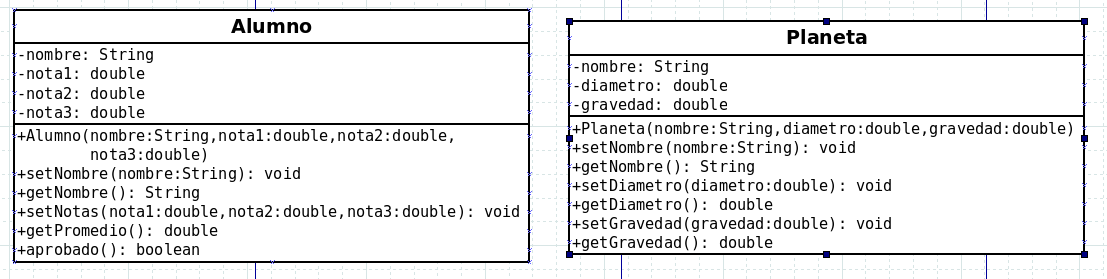 Alumno
-nombre: String
-nota1: double
-nota2: double
-nota3: double
+Alumno(nombre:String,nota1:double,nota2:double,
nota3:double)
+setNombre(nombre:String): void
+getNombre(): String
+setNotas(nota1:double,nota2:double,nota3:double): void
+getPromedio(): double
+aprobado(): boolean
Planeta
-nombre: String
-diametro: double
-gravedad: double
+Planeta(nombre:String,diametro:double,gravedad:double)
+setNombre(nombre:String): void
+getNombre(): String
+setDiametro(diametro:double): void
+getDiametro(): double
+setGravedad(gravedad:double): void
+getGravedad(): double